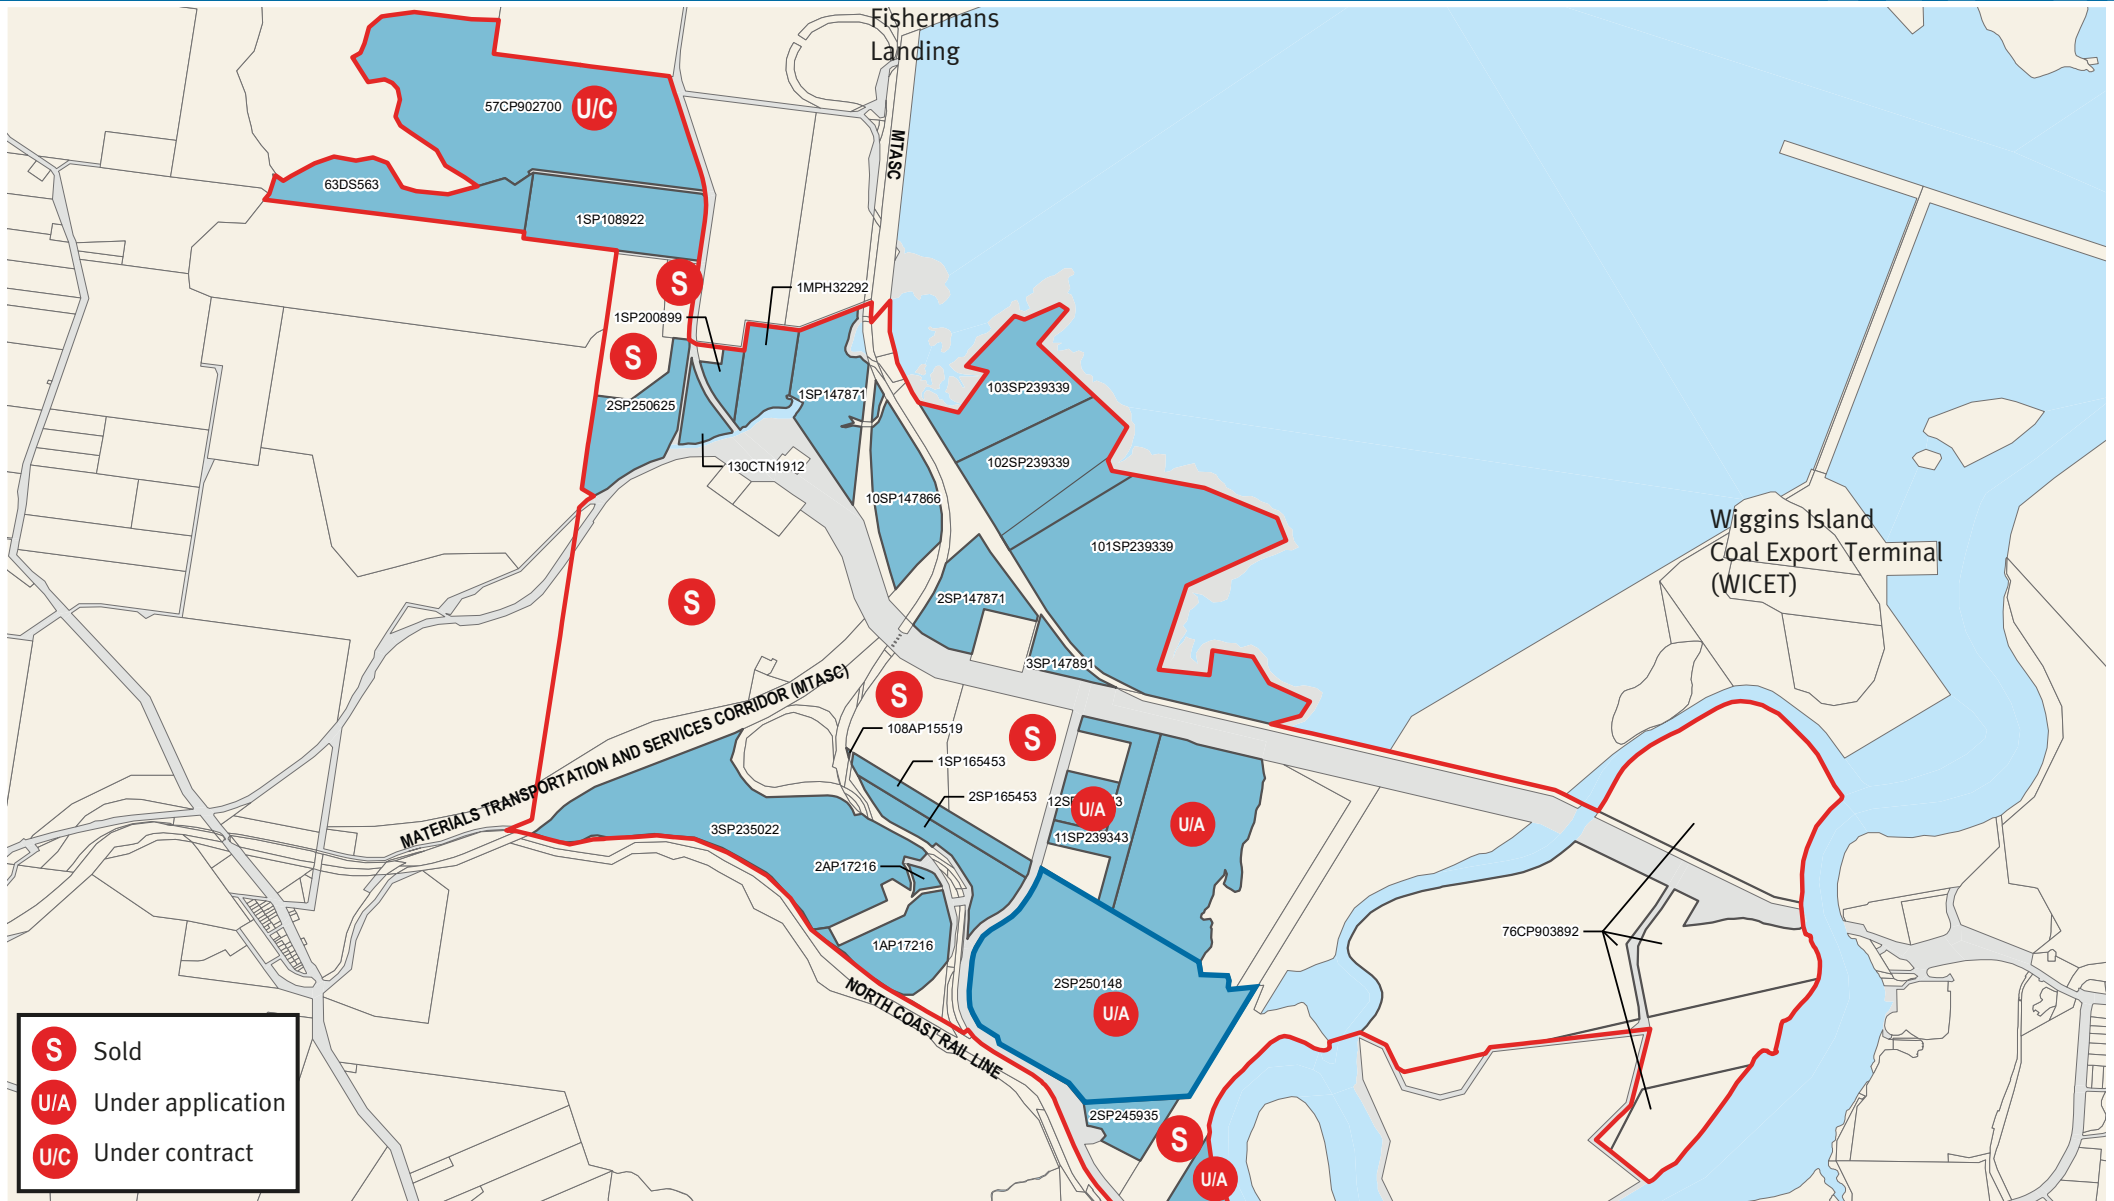 Fishermans
Landing
57CP902700
U/C
MTASC
63DS563
1SP108922
S
1MPH32292
1SP200899
S
1SP147871
103SP239339
2SP250625
102SP239339
130CTN1912
10SP147866
Wiggins Island
Coal Export Terminal
(WICET)
101SP239339
S
2SP147871
3SP147891
S
MATERIALS TRANSPORTATION AND SERVICES CORRIDOR (MTASC)
108AP15519
S
1SP165453
2SP165453
U/A
U/A
3SP235022
11SP239343
2AP17216
76CP903892
1AP17216
2SP250148
U/A
NORTH COAST RAIL LINE
2SP245935
S
U/A
S Sold
U/A Under application
U/C Under contract